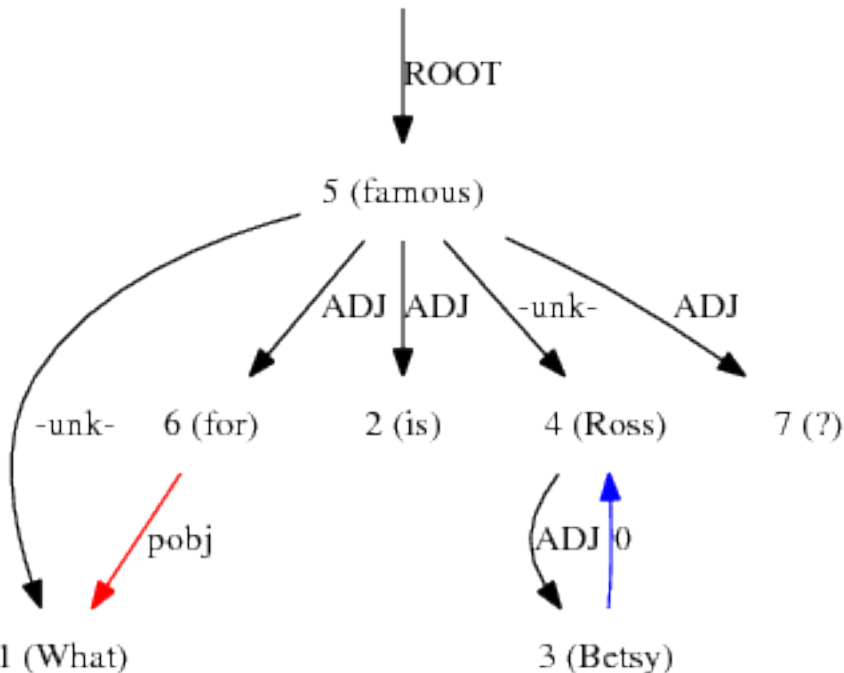 ROOT
5 (famous)
ADJ ADJ -unk- ADJ
-unk- 6 (for) 2 (is) 4 (Ross) 7 (?)
pobj ADJ 0
1 (What) 3 (Betsy)